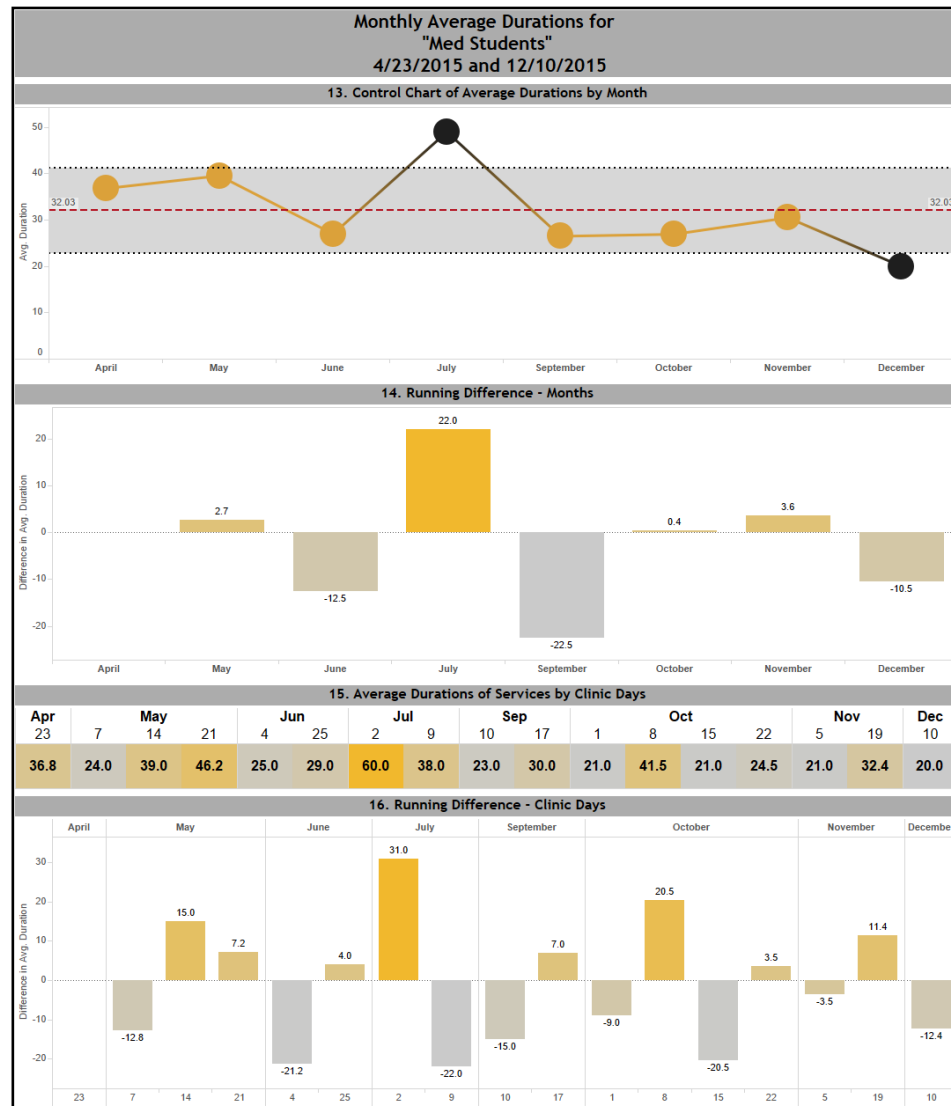 Monthly Average Durations for
"Med Students"
4/23/2015 and 12/10/2015
13. Control Chart of Average Durations by Month
Avg. Duration
50
40
30
20
10
0
32.03
32.03
April May June July September October November December
14. Running Difference - Months
Difference in Avg. Duration
20
10
0
-10
-20
2.7
-12.5
22.0
-22.5
0.4
3.6
-10.5
April May June July September October November December
15. Average Durations of Services by Clinic Days
Apr May Jun Jul Sep Oct Nov Dec
23 7 14 21 4 25 2 9 10 17 1 8 15 22 5 19 10
36.8 24.0 39.0 46.2 25.0 29.0 60.0 38.0 23.0 30.0 21.0 41.5 21.0 24.5 21.0 32.4 20.0
16. Running Difference - Clinic Days
April May June July September October November December
Difference in Avg. Duration
30
20
10
0
-10
-20
-12.8
15.0
7.2
-21.2
4.0
31.0
-22.0
-15.0
7.0
-9.0
20.5
-20.5
3.5
-3.5
11.4
-12.4
23 7 14 21 4 25 2 9 10 17 1 8 15 22 5 19 10